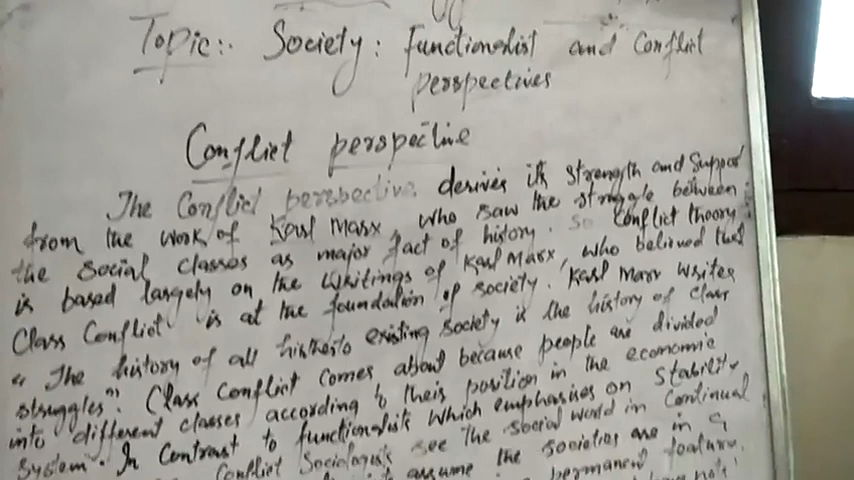 Topic:- Society: functionalist and Conflict
perspectives
Conflict perspective
The Conflict perspective derives its strength and Support
from the work of Karl Marx, who saw the struggle between
the social classes as major fact of history. So Conflict theory
is based largely on the writings of Karl Marx, who believed that
Class Conflict is at the foundation of society. Karl Marx writes
"The history of all hitherto existing society is the history of class
struggles". Class Conflict comes about because people are divided
into different classes according to their position in the economic
system. In Contrast to functionalists which emphasises on Stability
Conflict Sociologists see the social world in Continual
assume the societies are in a
permanent feature.